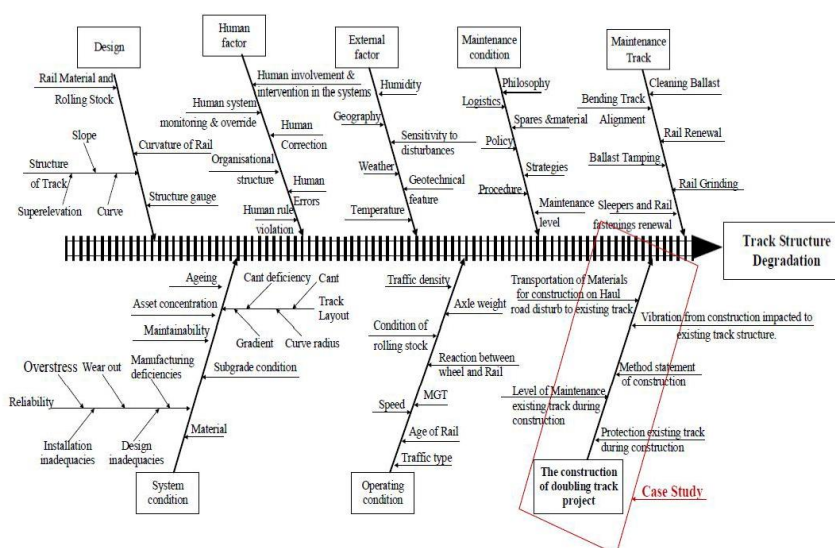 Design
Human
factor
External
factor
Maintenance
condition
Maintenance
Track
Rail Material and
Rolling Stock
Slope
Curvature of Rail
Structure
of Track
Superelevation
Curve
Structure gauge
Human involvement &
intervention in the systems
Human system
monitoring & override
Human
Correction
Organisational
structure
Human
Errors
Human rule
violation
Humidity
Geography
Sensitivity to
disturbances
Weather
Geotechnical
feature
Temperature
Philosophy
Logistics
Spares &material
Policy
Strategies
Procedure
Maintenance
level
Cleaning Ballast
Bending Track
Alignment
Rail Renewal
Ballast Tamping
Rail Grinding
Sleepers and Rail
fastenings renewal
Track Structure
Degradation
Ageing
Cant deficiency
Cant
Asset concentration
Track
Layout
Maintainability
Gradient
Curve radius
Manufacturing
deficiencies
Overstress
Wear out
Subgrade condition
Reliability
Installation
inadequacies
Design
inadequacies
Material
System
condition
Traffic density
Axle weight
Condition of
rolling stock
Reaction between
wheel and Rail
MGT
Speed
Age of Rail
Traffic type
Operating
condition
Transportation of Materials
for construction on Haul
road disturb to existing track
Vibration from construction impacted to
existing track structure.
Method statement
of construction
Level of Maintenance
existing track during
construction
Protection existing track
during construction
The construction
of doubling track
project
Case Study